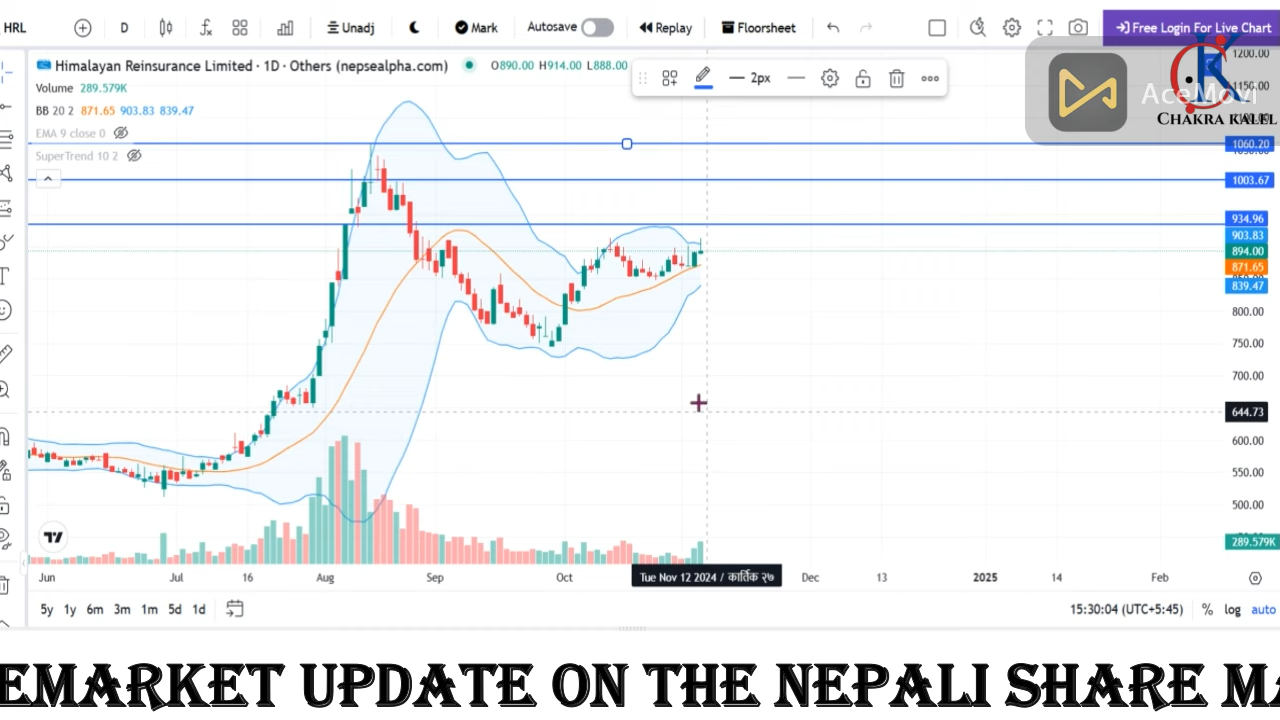 HRL D Unadj Mark Autosave Replay Floorsheet Free Login For Live Chart
Himalayan Reinsurance Limited · 1D · Others (nepsealpha.com) O890.00 H914.00 L888.00
2px
Volume 289.579K
BB 20 2 871.65 903.83 839.47
EMA 9 close 0
SuperTrend 10 2
AceMovi
CHAKRA KALEL
1200.00
1150.00
1060.20
1003.67
934.96
903.83
894.00
871.65
839.47
800.00
750.00
700.00
644.73
600.00
550.00
500.00
289.579K
Jun Jul 16 Aug Sep Oct Tue Nov 12 2024 / कार्तिक २७ Dec 13 2025 14 Feb
5y 1y 6m 3m 1m 5d 1d 15:30:04 (UTC+5:45) % log auto
EMARKET UPDATE ON THE NEPALI SHARE MA